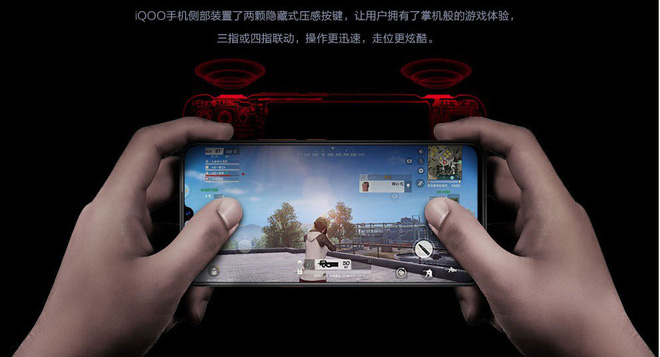 iQOO手机侧部装置了两颗隐藏式压感按键，让用户拥有了掌机般的游戏体验，
三指或四指联动，操作更迅速，走位更炫酷。
50